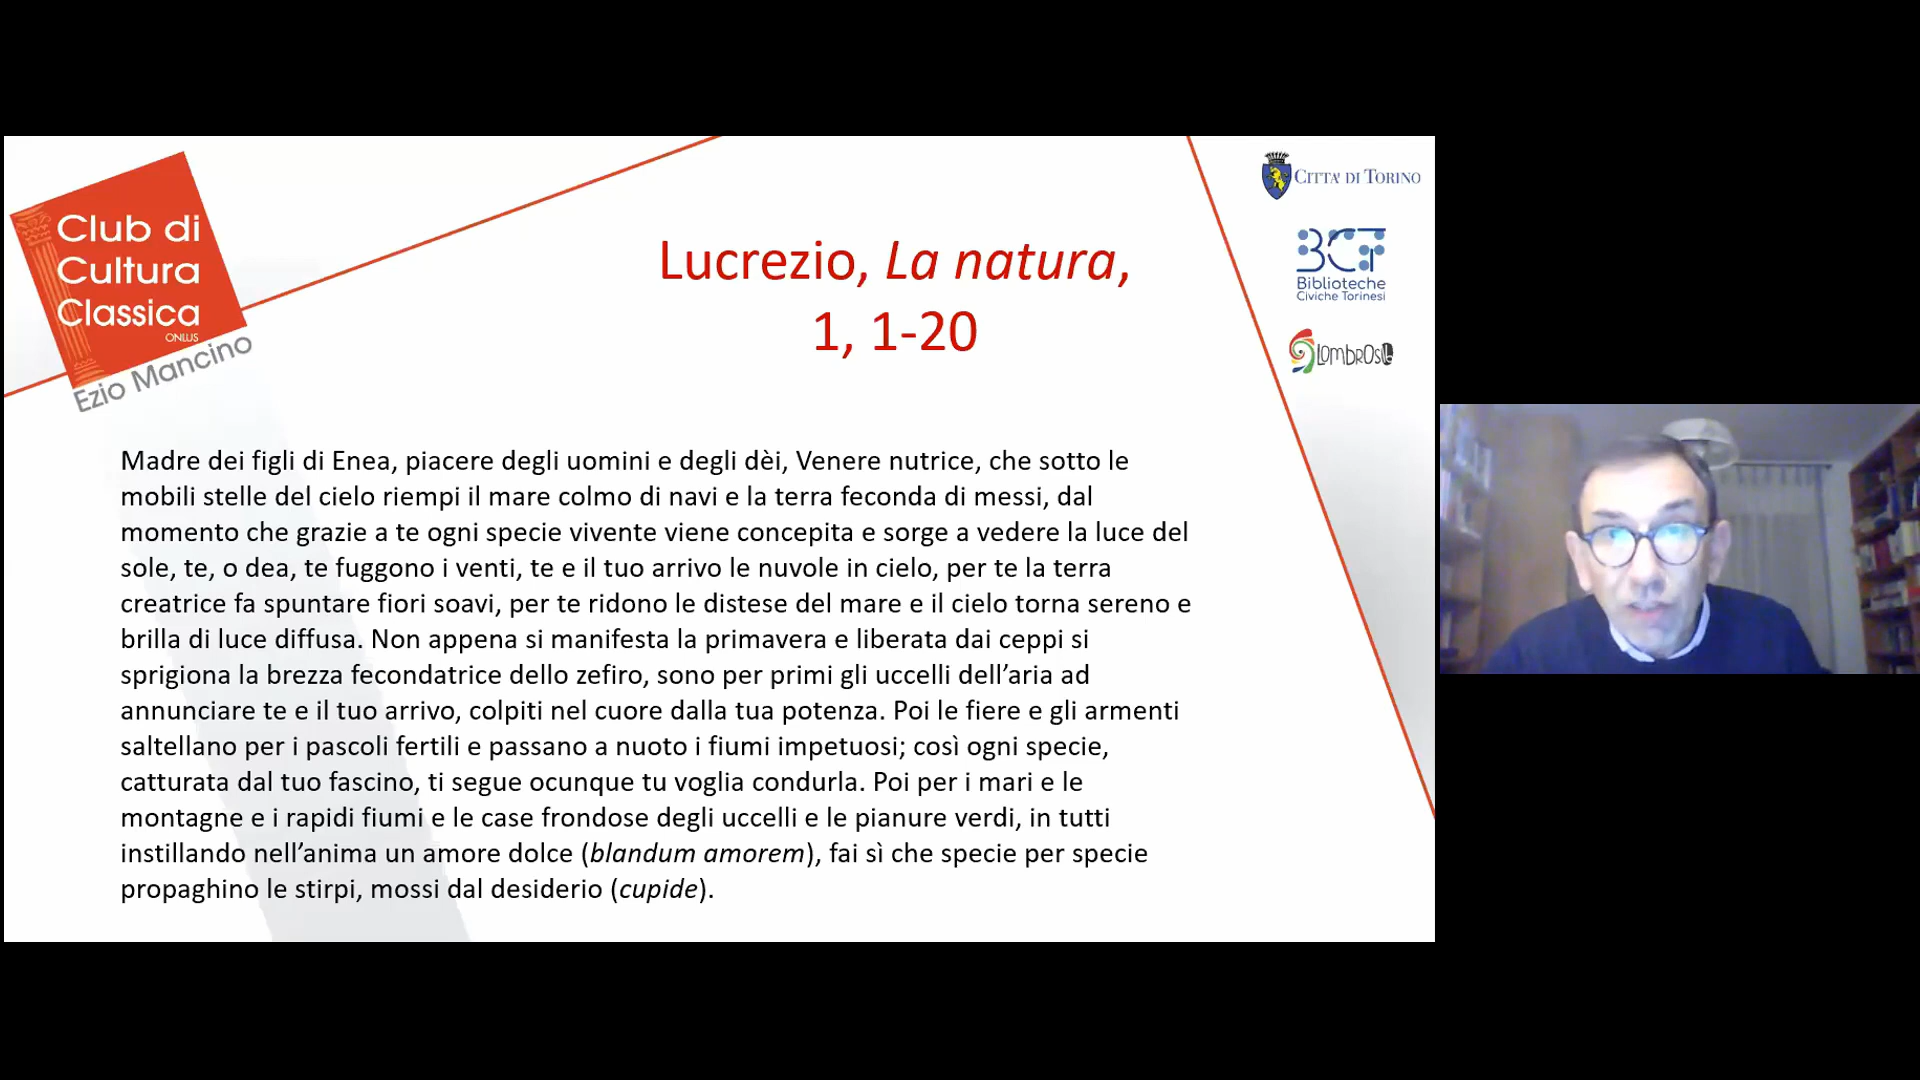 Club di
Cultura
Classica
ONLUS
Ezio Mancino
Lucrezio, La natura,
1, 1-20
CITTA' DI TORINO
BCT
Biblioteche
Civiche Torinesi
LOMBROS
Madre dei figli di Enea, piacere degli uomini e degli dèi, Venere nutrice, che sotto le
mobili stelle del cielo riempi il mare colmo di navi e la terra feconda di messi, dal
momento che grazie a te ogni specie vivente viene concepita e sorge a vedere la luce del
sole, te, o dea, te fuggono i venti, te e il tuo arrivo le nuvole in cielo, per te la terra
creatrice fa spuntare fiori soavi, per te ridono le distese del mare e il cielo torna sereno e
brilla di luce diffusa. Non appena si manifesta la primavera e liberata dai ceppi si
sprigiona la brezza fecondatrice dello zefiro, sono per primi gli uccelli dell’aria ad
annunciare te e il tuo arrivo, colpiti nel cuore dalla tua potenza. Poi le fiere e gli armenti
saltellano per i pascoli fertili e passano a nuoto i fiumi impetuosi; così ogni specie,
catturata dal tuo fascino, ti segue ocunque tu voglia condurla. Poi per i mari e le
montagne e i rapidi fiumi e le case frondose degli uccelli e le pianure verdi, in tutti
instillando nell’anima un amore dolce (blandum amorem), fai sì che specie per specie
propaghino le stirpi, mossi dal desiderio (cupide).